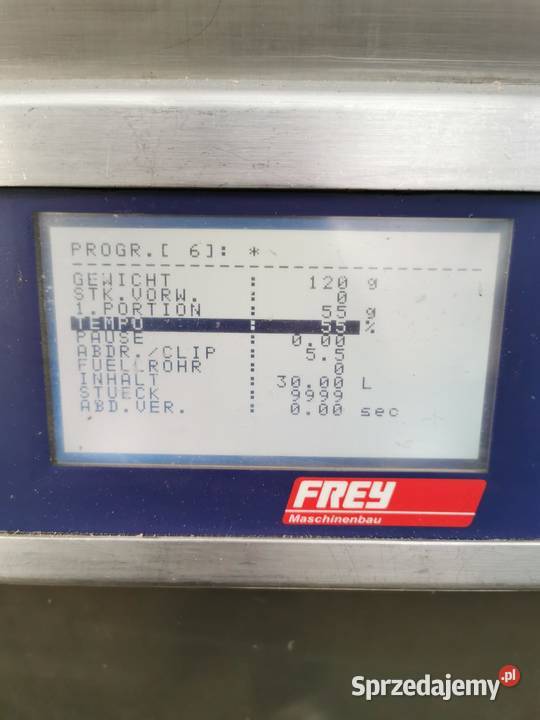 PROGR.[ 6]: *
GEWICHT : 120 g
STK.VORW. : 0
1.PORTION : 55 g
TEMPO : 55 %
PAUSE : 0.00
ABDR./CLIP : 5.5
FUELLROHR : 0
INHALT : 30.00 L
STUECK : 9999
ABD.VER. : 0.00 sec
FREY
Maschinenbau
Sprzedajemy.pl